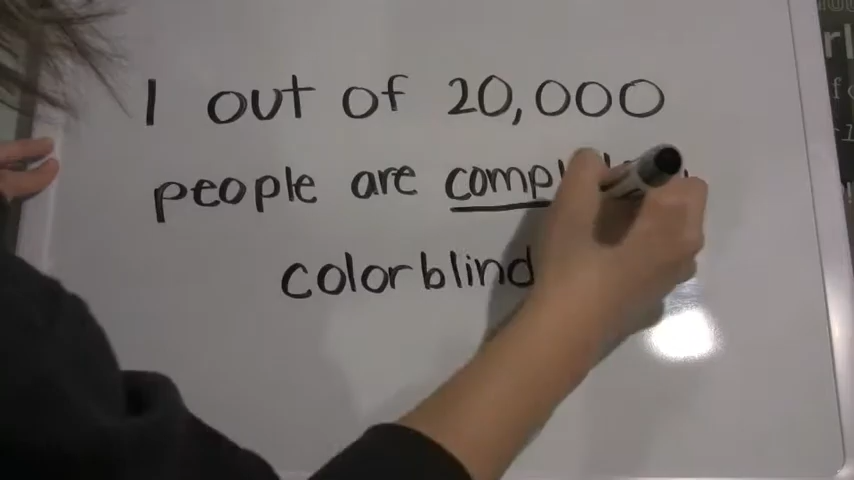 1 out of 20,000
people are
colorblind